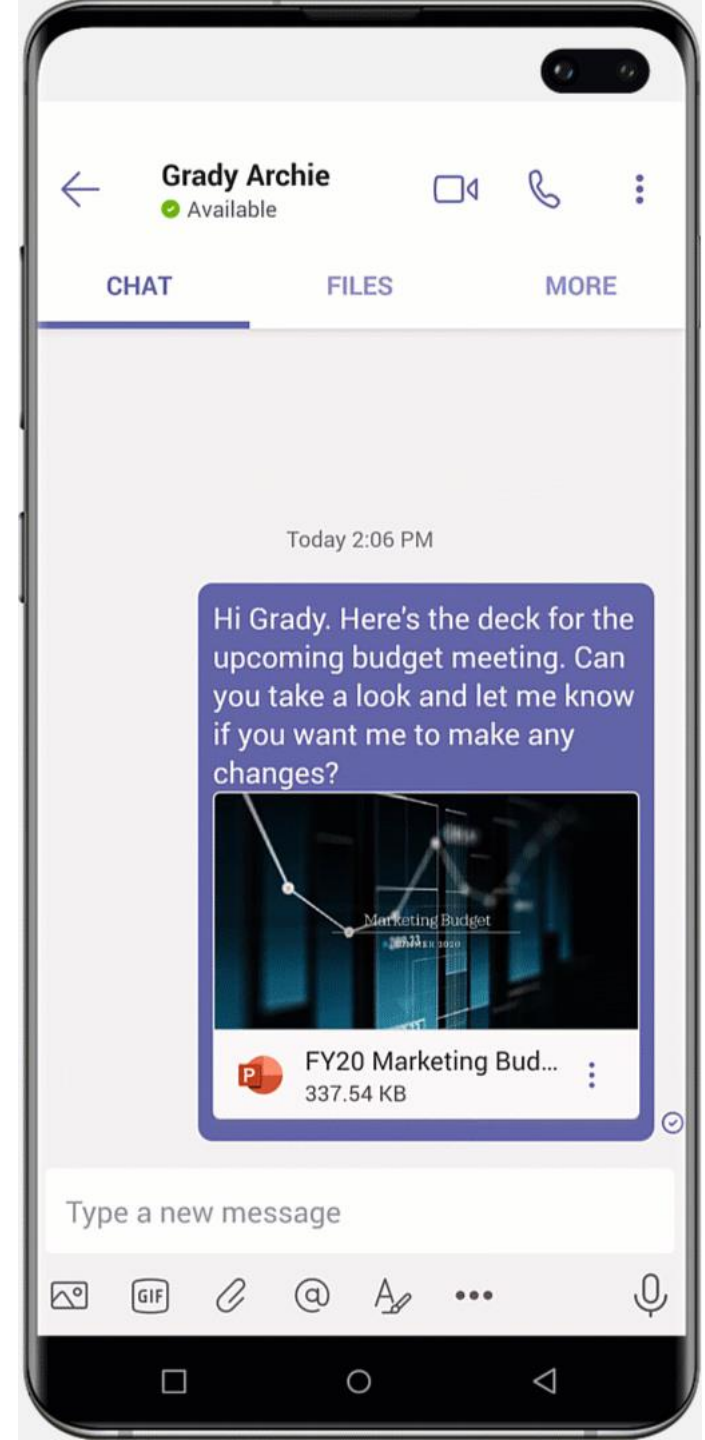 Grady Archie
Available
CHAT FILES MORE
Today 2:06 PM
Hi Grady. Here's the deck for the
upcoming budget meeting. Can
you take a look and let me know
if you want me to make any
changes?
Marketing Budget
2020
P
FY20 Marketing Bud...
337.54 KB
Type a new message
GIF